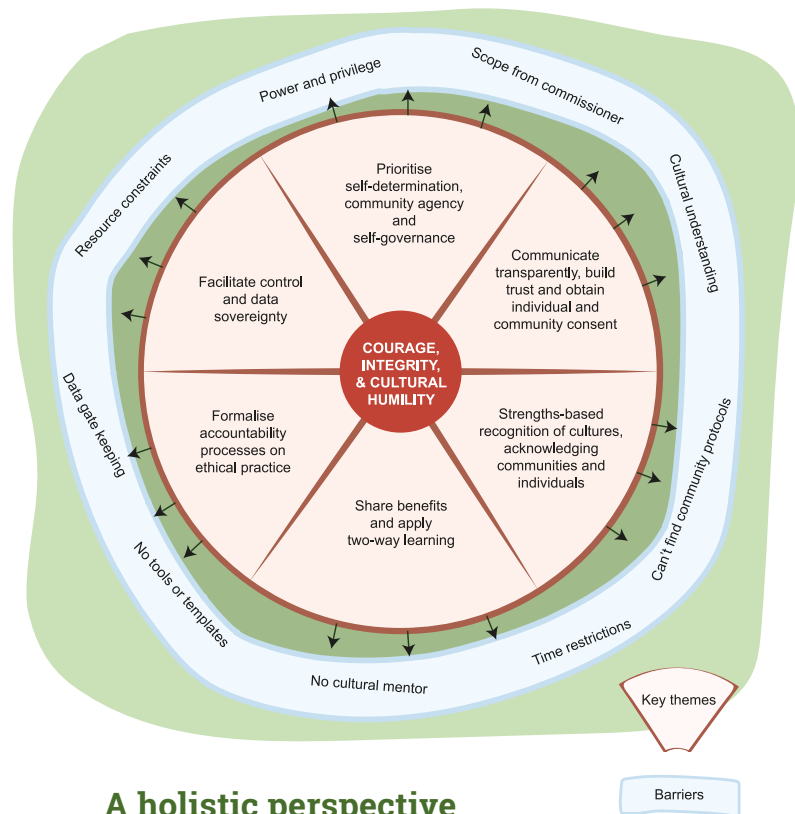 Power and privilege
Scope from commissioner
Cultural understanding
Can't find community protocols
Time restrictions
No cultural mentor
No tools or templates
Data gate keeping
Resource constraints
Prioritise
self-determination,
community agency
and
self-governance
Communicate
transparently, build
trust and obtain
individual and
community consent
Strengths-based
recognition of cultures,
acknowledging
communities and
individuals
Share benefits
and apply
two-way learning
Formalise
accountability
processes on
ethical practice
Facilitate control
and data
sovereignty
COURAGE,
INTEGRITY,
& CULTURAL
HUMILITY
Key themes
Barriers
A holistic perspective